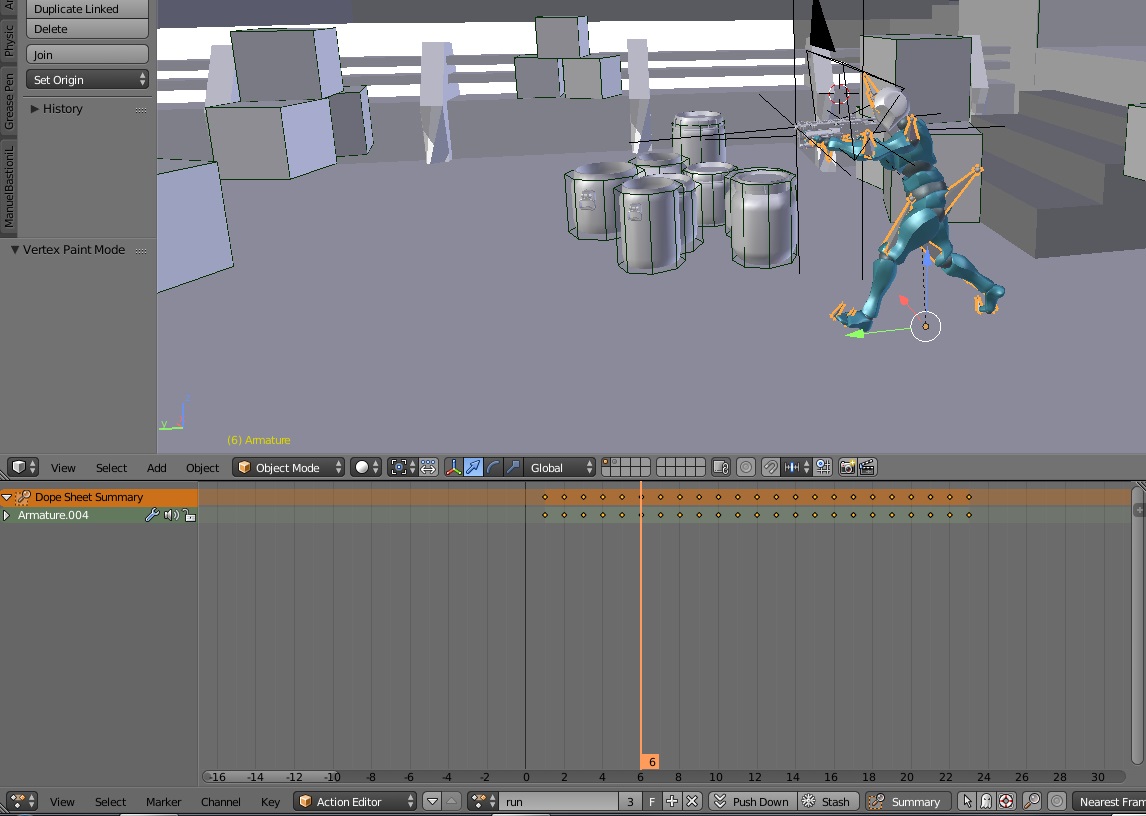 Duplicate Linked
Delete
Join
Set Origin
History
Physic
Grease Pen
ManuelBastioniL
Vertex Paint Mode
y
(6) Armature
View Select Add Object Object Mode Global
Dope Sheet Summary
Armature.004
6
-16 -14 -12 -10 -8 -6 -4 -2 0 2 4 6 8 10 12 14 16 18 20 22 24 26 28 30
View Select Marker Channel Key Action Editor run 3 F Push Down Stash Summary Nearest Fram